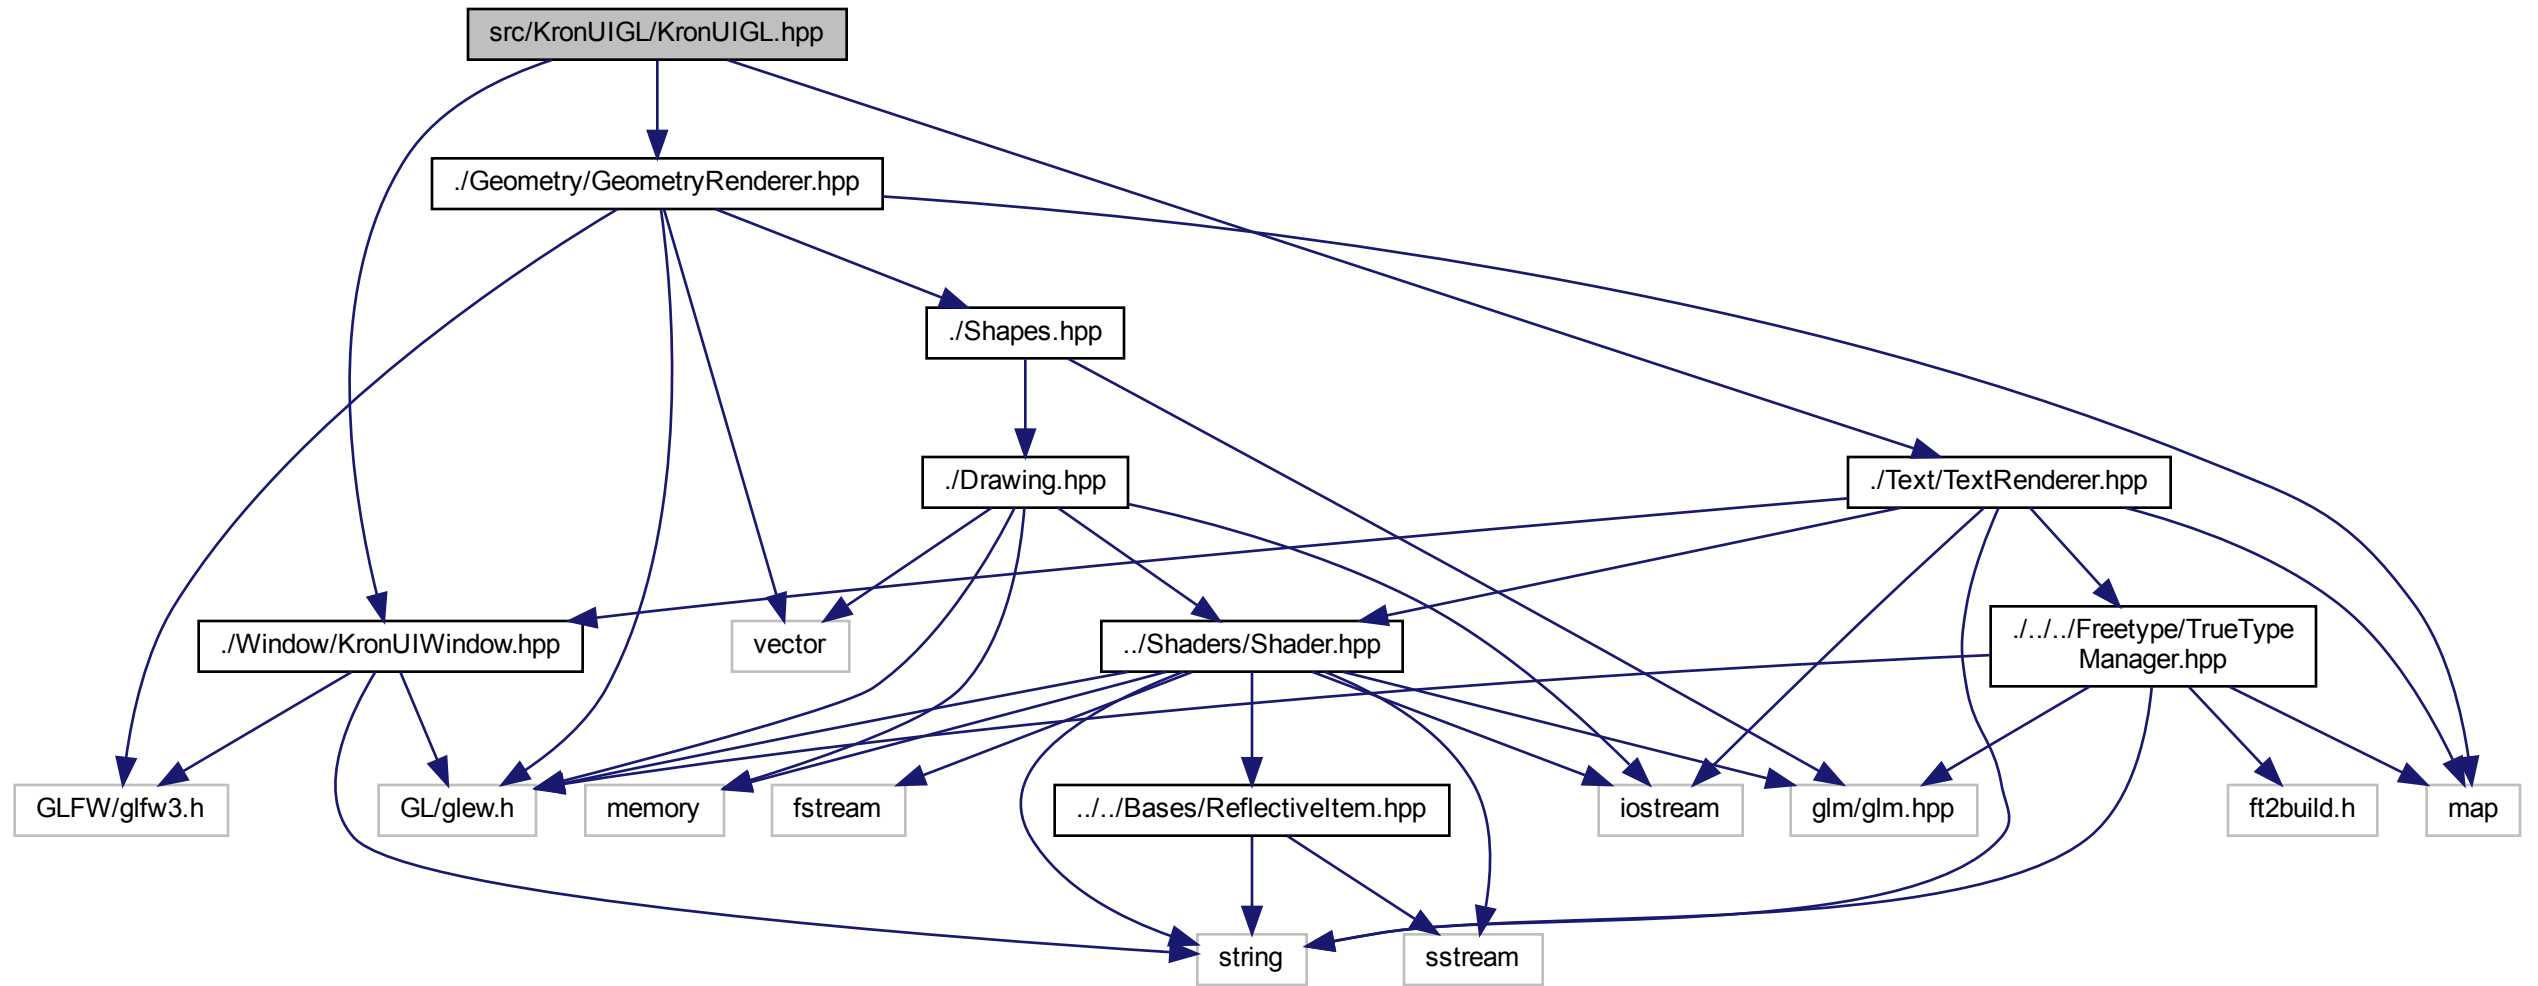 src/KronUIGL/KronUIGL.hpp
./Geometry/GeometryRenderer.hpp
./Shapes.hpp
./Drawing.hpp
./Text/TextRenderer.hpp
./Window/KronUIWindow.hpp
vector
../Shaders/Shader.hpp
./../../Freetype/TrueType
Manager.hpp
GLFW/glfw3.h
GL/glew.h
memory
fstream
../../Bases/ReflectiveItem.hpp
iostream
glm/glm.hpp
ft2build.h
map
string
sstream